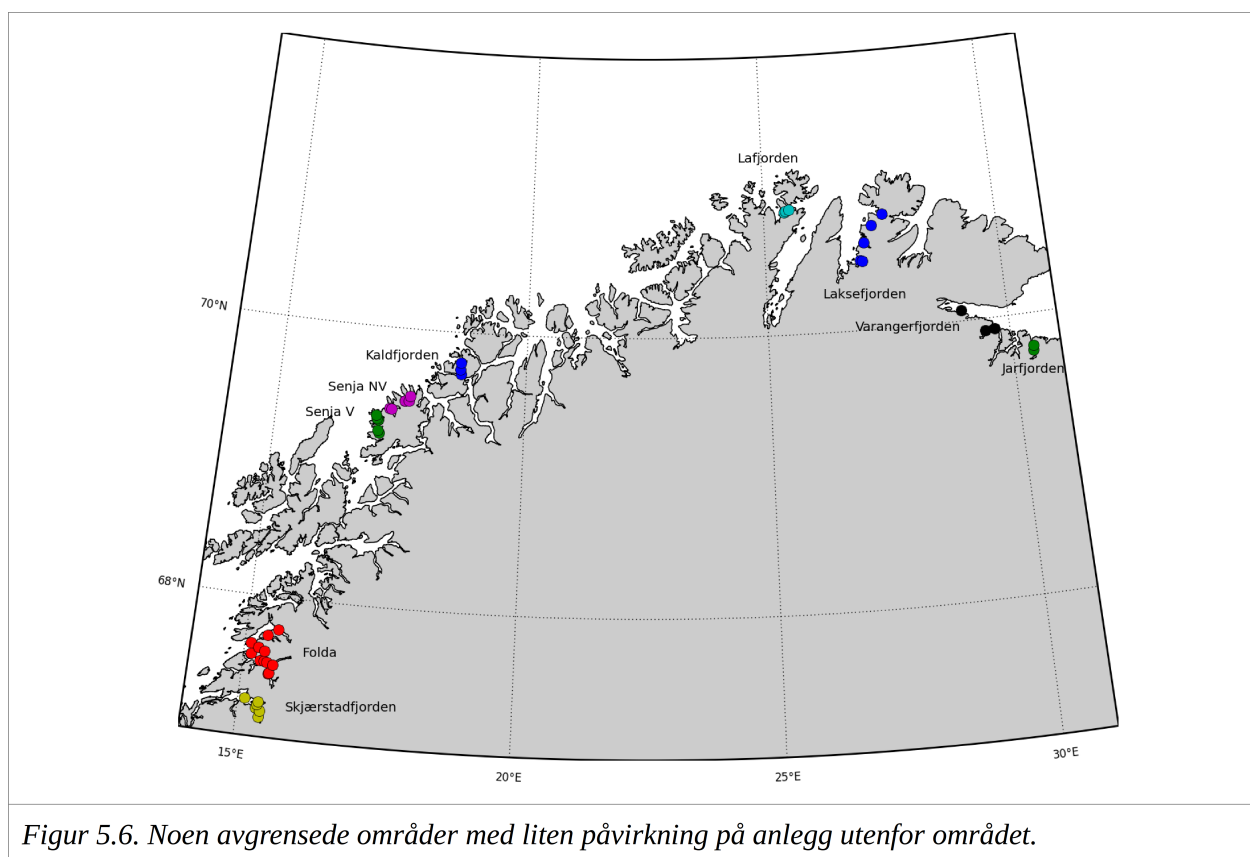 Lafjorden
Laksefjorden
70°N
Varangerfjorden
Kaldfjorden
Jarfjorden
Senja NV
Senja V
68°N
Folda
Skjærstadfjorden
15°E
30°E
20°E
25°E
Figur 5.6. Noen avgrensede områder med liten påvirkning på anlegg utenfor området.